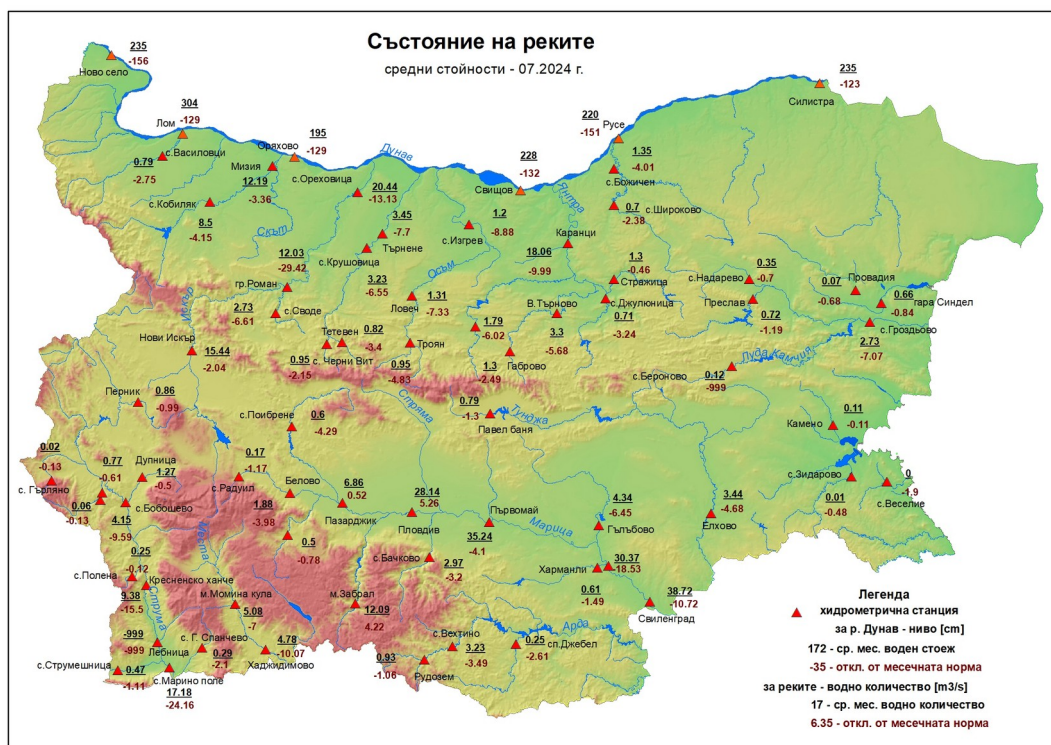 Състояние на реките
средни стойности - 07.2024 г.
235
-156
Ново село
304
-129
Лом
0.79
-2.75
с.Василовци
195
-129
Оряхово
Мизия
12.19
-3.36
с.Кобиляк
8.5
-4.15
Скът
с.Ореховица
20.44
-13.13
Дунав
228
-132
Свищов
220
-151
Русе
235
-123
Силистра
1.35
-4.01
с.Божичен
0.7
-2.38
с.Широково
Янтра
3.45
-7.7
Търнене
с.Крушовица
3.23
-6.55
1.2
-8.88
с.Изгрев
Осъм
Каранци
18.06
-9.99
12.03
-29.42
гр.Роман
2.73
-6.61
с.Своде
Искър
Нови Искър
15.44
-2.04
Ловеч
1.31
-7.33
Тетевен
0.82
-3.4
с. Черни Вит
0.95
-2.15
Троян
0.95
-4.83
1.79
-6.02
1.3
-2.49
Габрово
В.Търново
3.3
-5.68
1.3
-0.46
Стражица
с.Джулюница
0.71
-3.24
с.Надарево
0.35
-0.7
Преслав
0.72
-1.19
0.07
-0.68
Провадия
0.66
-0.84
гара Синдел
с.Гроздьово
2.73
-7.07
Луда Камчия
с.Бероново
0.12
-999
Перник
0.86
-0.99
с.Поибрене
0.6
-4.29
Стряма
0.79
-1.3
Павел баня
Тунджа
Камено
0.11
-0.11
с.Зидарово
0.01
-0.48
0
-1.9
с.Веселие
0.02
-0.13
с. Гърляно
0.77
-0.61
0.06
-0.13
Дупница
1.27
-0.5
с.Бобошево
4.15
-9.59
0.17
-1.17
с.Радуил
Белово
1.88
-3.98
0.5
-0.78
6.86
0.52
Пазарджик
28.14
5.26
Пловдив
Първомай
35.24
-4.1
Марица
4.34
-6.45
Гълъбово
3.44
-4.68
Елхово
0.25
-0.12
с.Полена
Кресненско ханче
9.38
-15.5
Струма
Места
м.Момина кула
5.08
-7
м.Забрал
12.09
4.22
с.Бачково
2.97
-3.2
Харманли
0.61
-1.49
30.37
-18.53
38.72
-10.72
Свиленград
-999
-999
Лебница
с. Г. Спанчево
0.29
-2.1
4.78
-10.07
Хаджидимово
с.Струмешница
0.47
-1.11
с.Марино поле
17.18
-24.16
0.93
-1.06
Рудозем
с.Вехтино
3.23
-3.49
Арда
0.25
-2.61
сп.Джебел
Легенда
хидрометрична станция
за р. Дунав - ниво [cm]
172 - ср. мес. воден стоеж
-35 - откл. от месечната норма
за реките - водно количество [m3/s]
17 - ср. мес. водно количество
6.35 - откл. от месечната норма